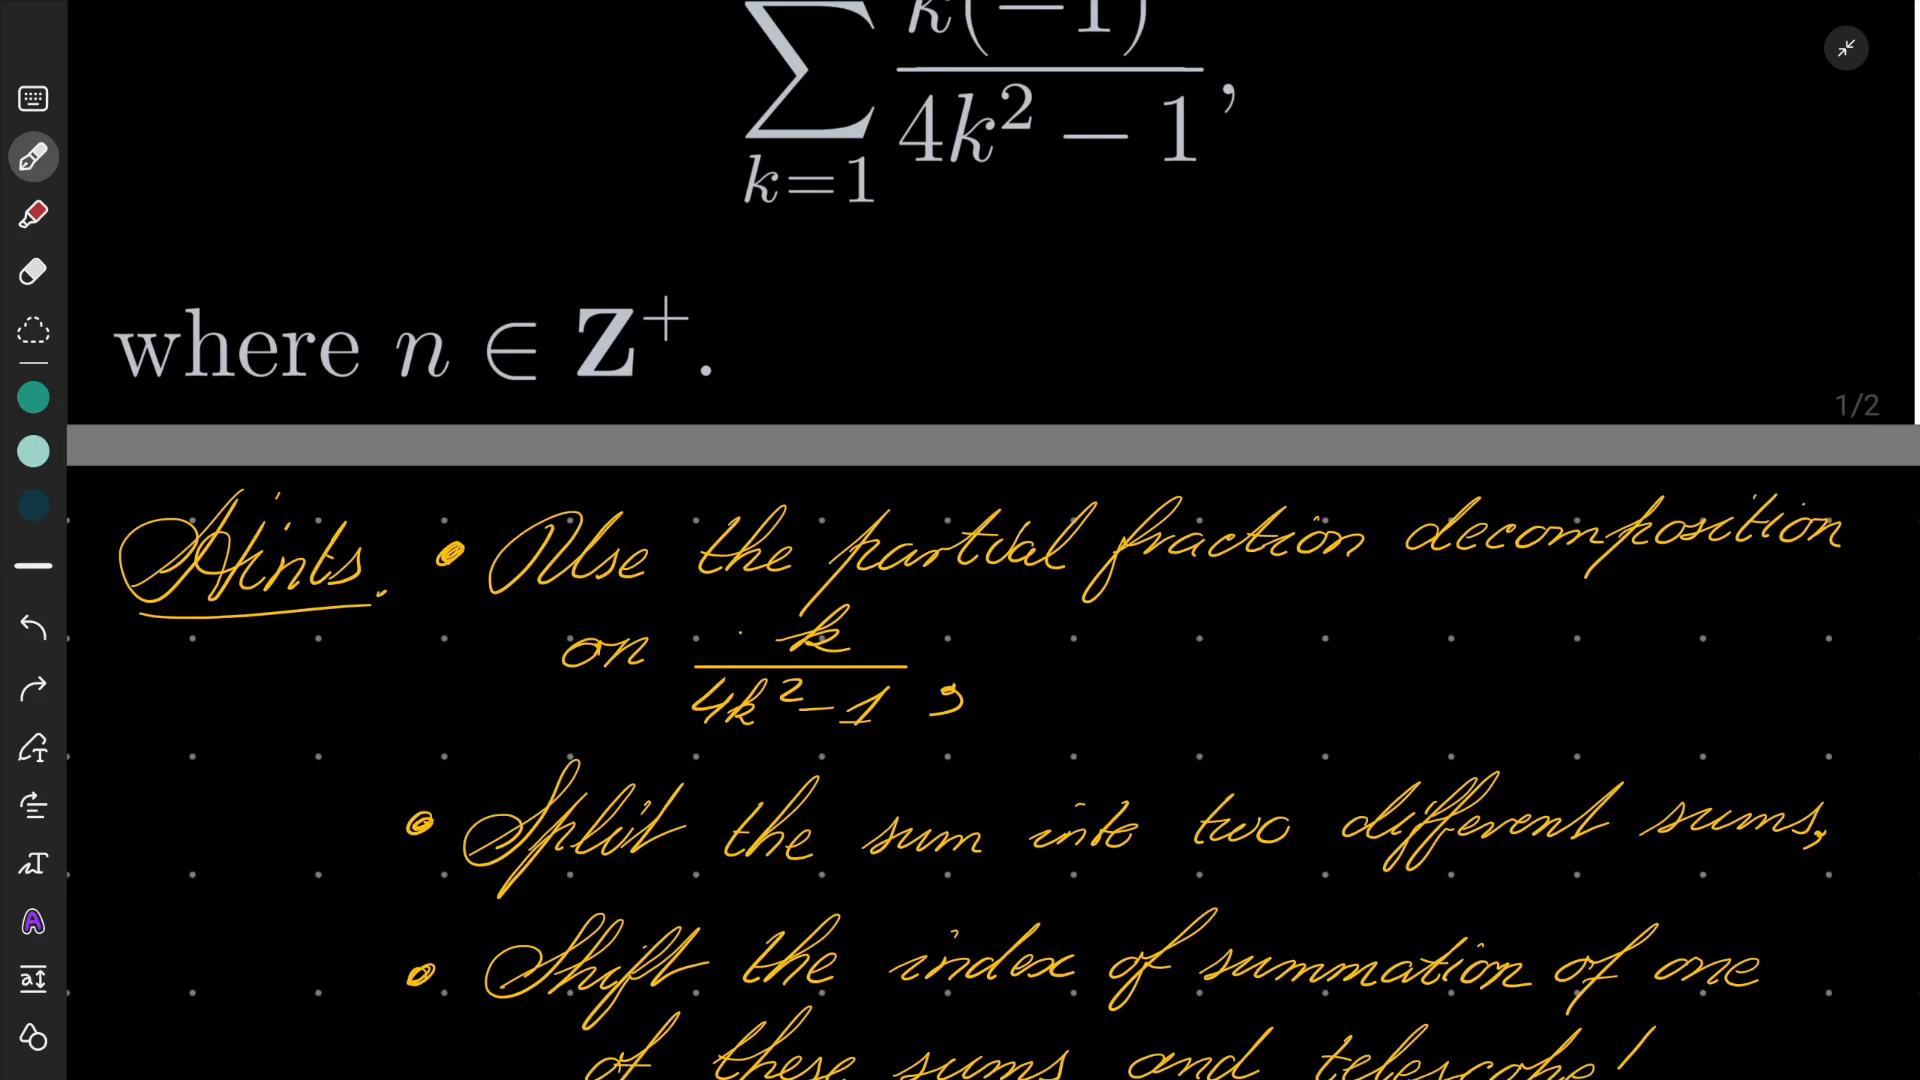 ∑ k(−1)
k=1 4k² − 1 ,
where n ∈ Z⁺.
1/2
Hints. • Use the partial fraction decomposition
on k/(4k²−1) ,
• Split the sum into two different sums,
• Shift the index of summation of one
of these sums and telescope!